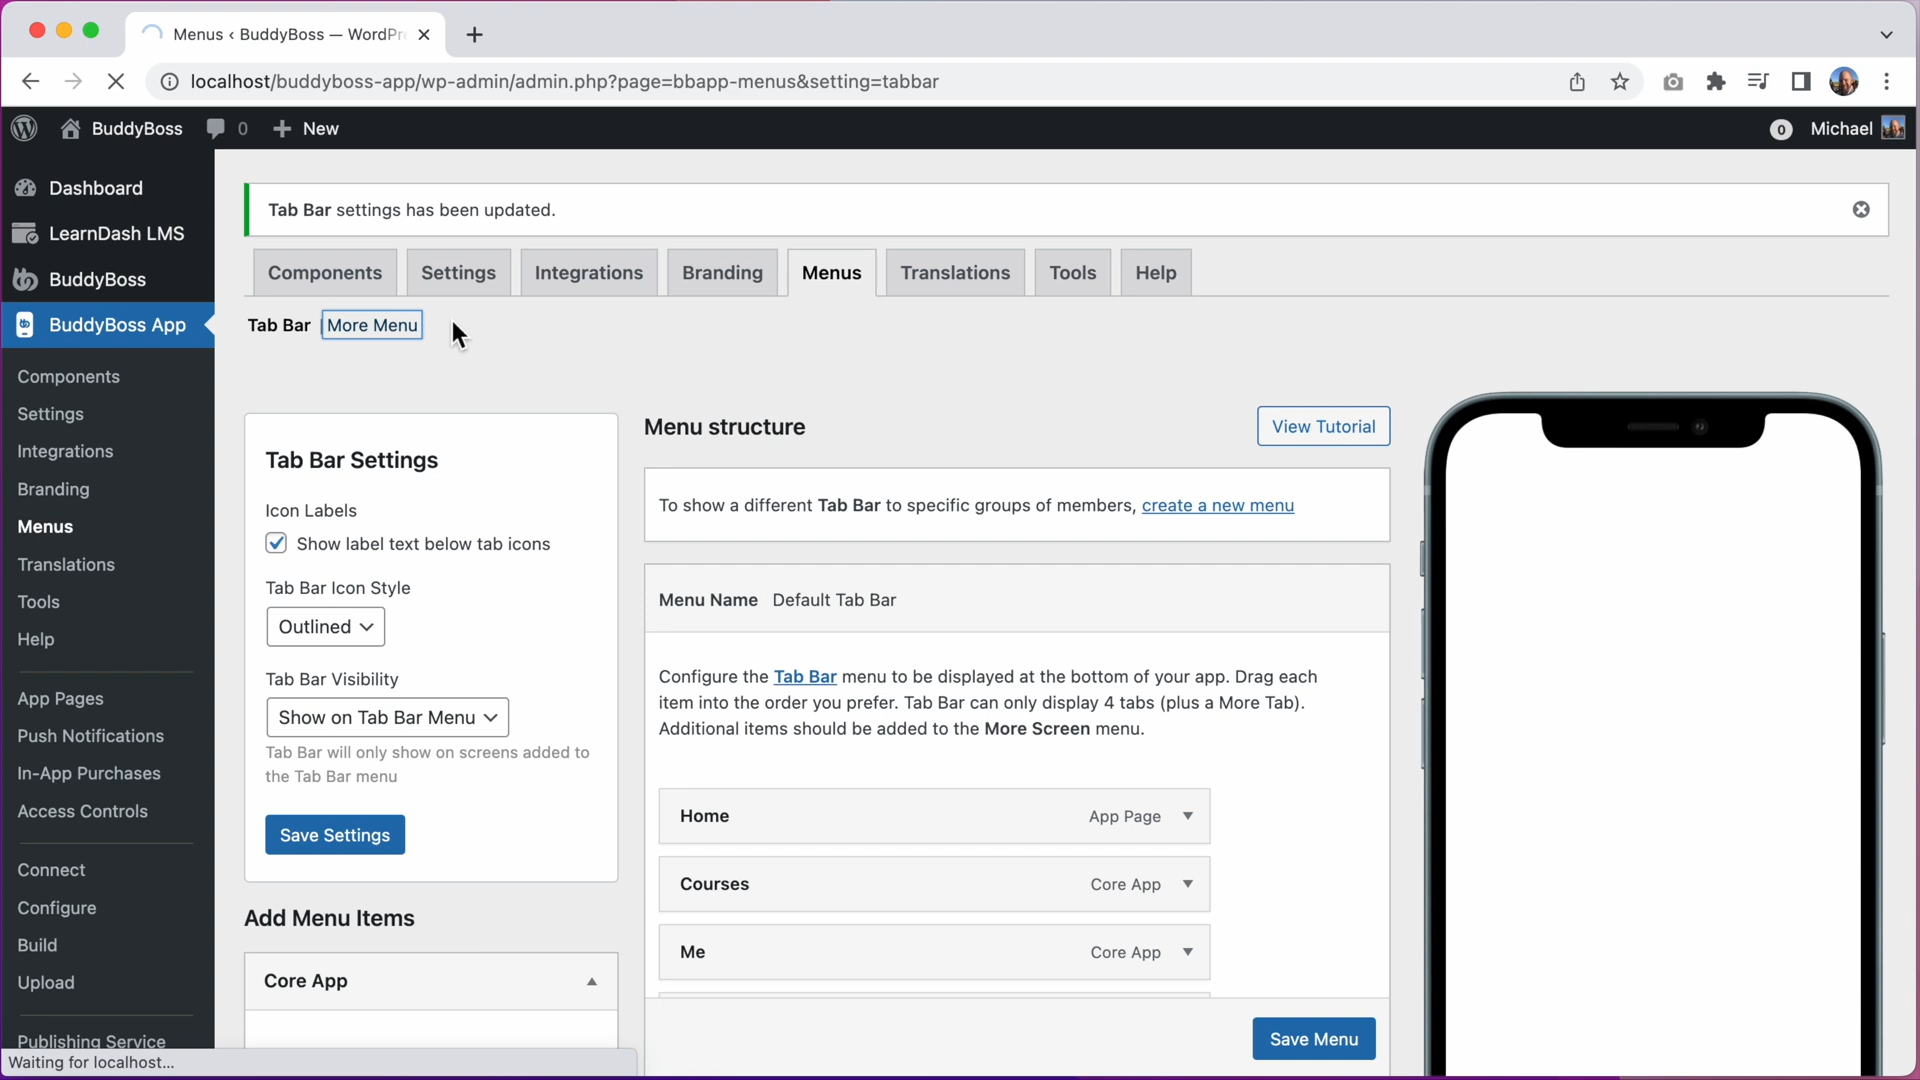 Menus ‹ BuddyBoss — WordPr
localhost/buddyboss-app/wp-admin/admin.php?page=bbapp-menus&setting=tabbar
BuddyBoss 0 New 0 Michael
Dashboard
LearnDash LMS
BuddyBoss
BuddyBoss App
Components
Settings
Integrations
Branding
Menus
Translations
Tools
Help
App Pages
Push Notifications
In-App Purchases
Access Controls
Connect
Configure
Build
Upload
Publishing Service
Waiting for localhost...
Tab Bar settings has been updated.
Components Settings Integrations Branding Menus Translations Tools Help
Tab Bar | More Menu
Tab Bar Settings
Icon Labels
Show label text below tab icons
Tab Bar Icon Style
Outlined
Tab Bar Visibility
Show on Tab Bar Menu
Tab Bar will only show on screens added to
the Tab Bar menu
Save Settings
Add Menu Items
Core App
Menu structure
View Tutorial
To show a different Tab Bar to specific groups of members, create a new menu
Menu Name Default Tab Bar
Configure the Tab Bar menu to be displayed at the bottom of your app. Drag each
item into the order you prefer. Tab Bar can only display 4 tabs (plus a More Tab).
Additional items should be added to the More Screen menu.
Home App Page
Courses Core App
Me Core App
Save Menu